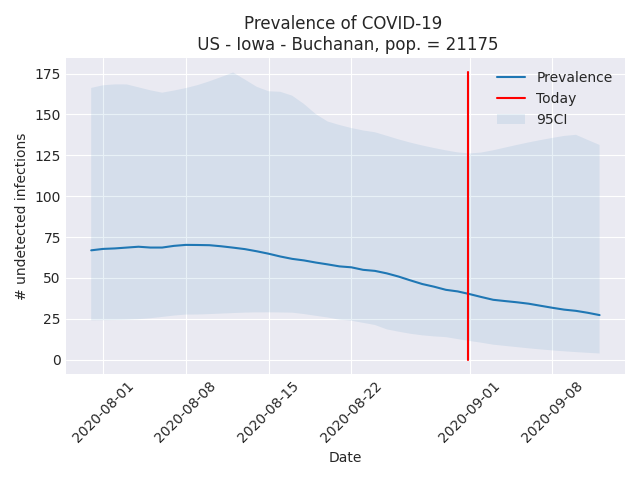 Prevalence of COVID-19
US - Iowa - Buchanan, pop. = 21175
# undetected infections
175
150
125
100
75
50
25
0
Prevalence
Today
95CI
2020-08-01
2020-08-08
2020-08-15
2020-08-22
2020-09-01
2020-09-08
Date